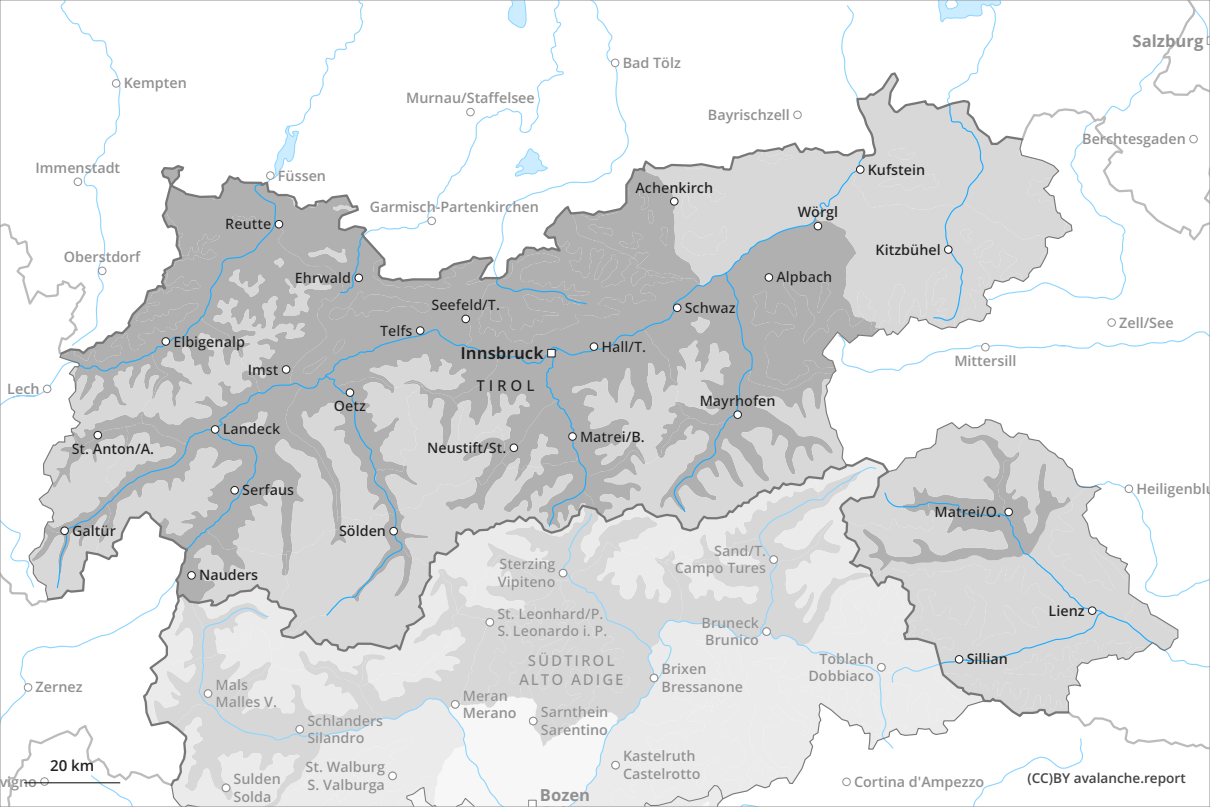 Salzburg
Bad Tölz
Kempten
Murnau/Staffelsee
Bayrischzell
Berchtesgaden
Immenstadt
Füssen
Kufstein
Achenkirch
Garmisch-Partenkirchen
Wörgl
Reutte
Kitzbühel
Oberstdorf
Ehrwald
Alpbach
Seefeld/T.
Schwaz
Zell/See
Telfs
Elbigenalp
Hall/T.
Innsbruck
Mittersill
Imst
TIROL
Lech
Oetz
Mayrhofen
Landeck
Matrei/B.
St. Anton/A.
Neustift/St.
Serfaus
Heiligenblu
Matrei/O.
Galtür
Sölden
Sand/T.
Campo Tures
Sterzing
Vipiteno
Nauders
Lienz
St. Leonhard/P.
S. Leonardo i. P.
Bruneck
Brunico
SÜDTIROL
ALTO ADIGE
Toblach
Dobbiaco
Sillian
Brixen
Bressanone
Zernez
Mals
Malles V.
Meran
Merano
Sarnthein
Sarentino
Schlanders
Silandro
Kastelruth
Castelrotto
20 km
St. Walburg
S. Valburga
vigno
Sulden
Solda
Cortina d'Ampezzo
(CC)BY avalanche.report
Bozen